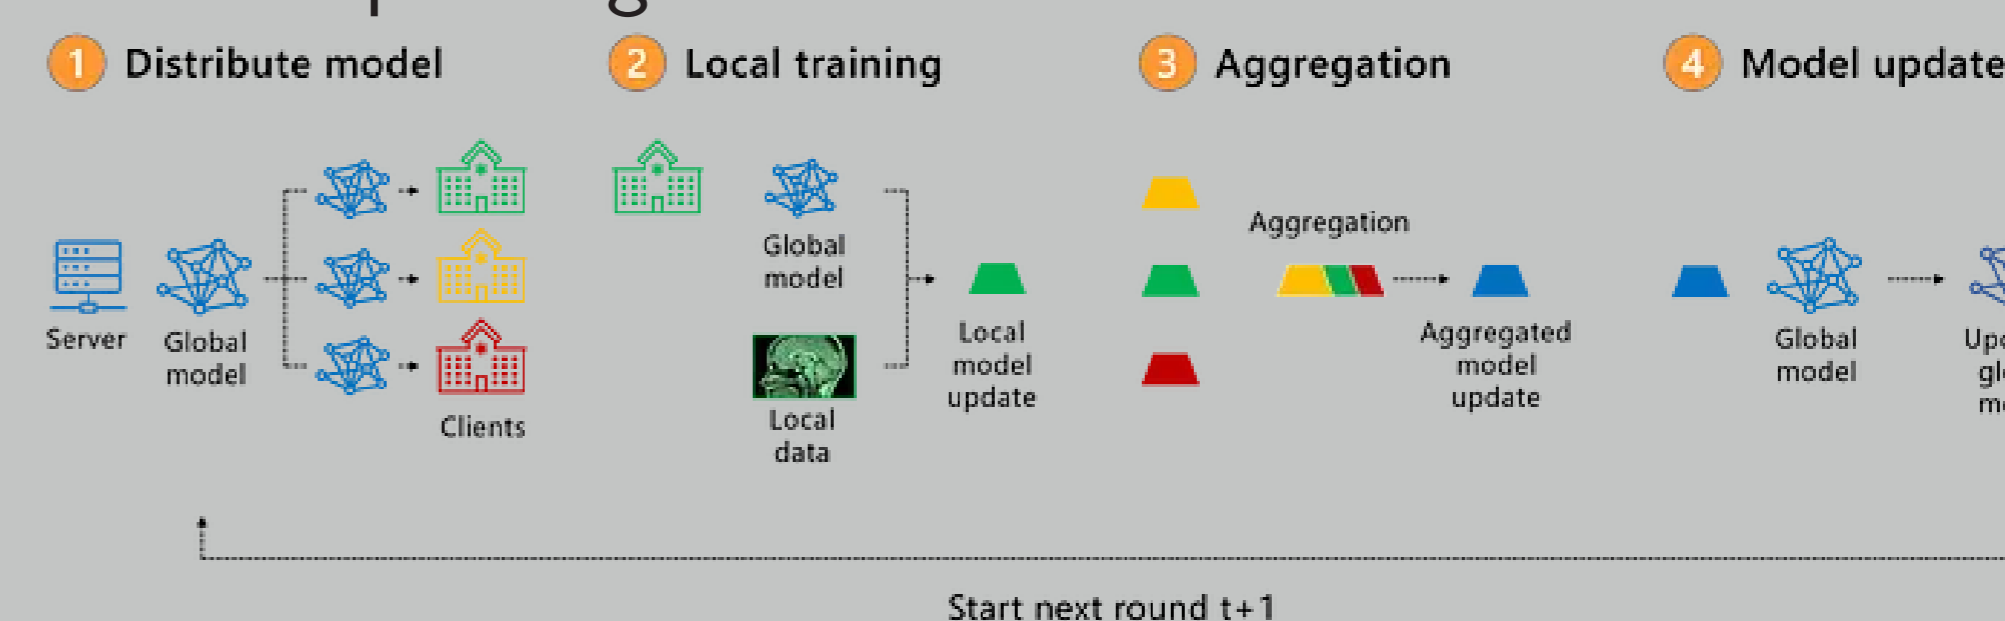 1 Distribute model
2 Local training
3 Aggregation
4 Model update
Server
Global
model
Clients
Global
model
Local
data
Local
model
update
Aggregation
Aggregated
model
update
Global
model
Start next round t+1